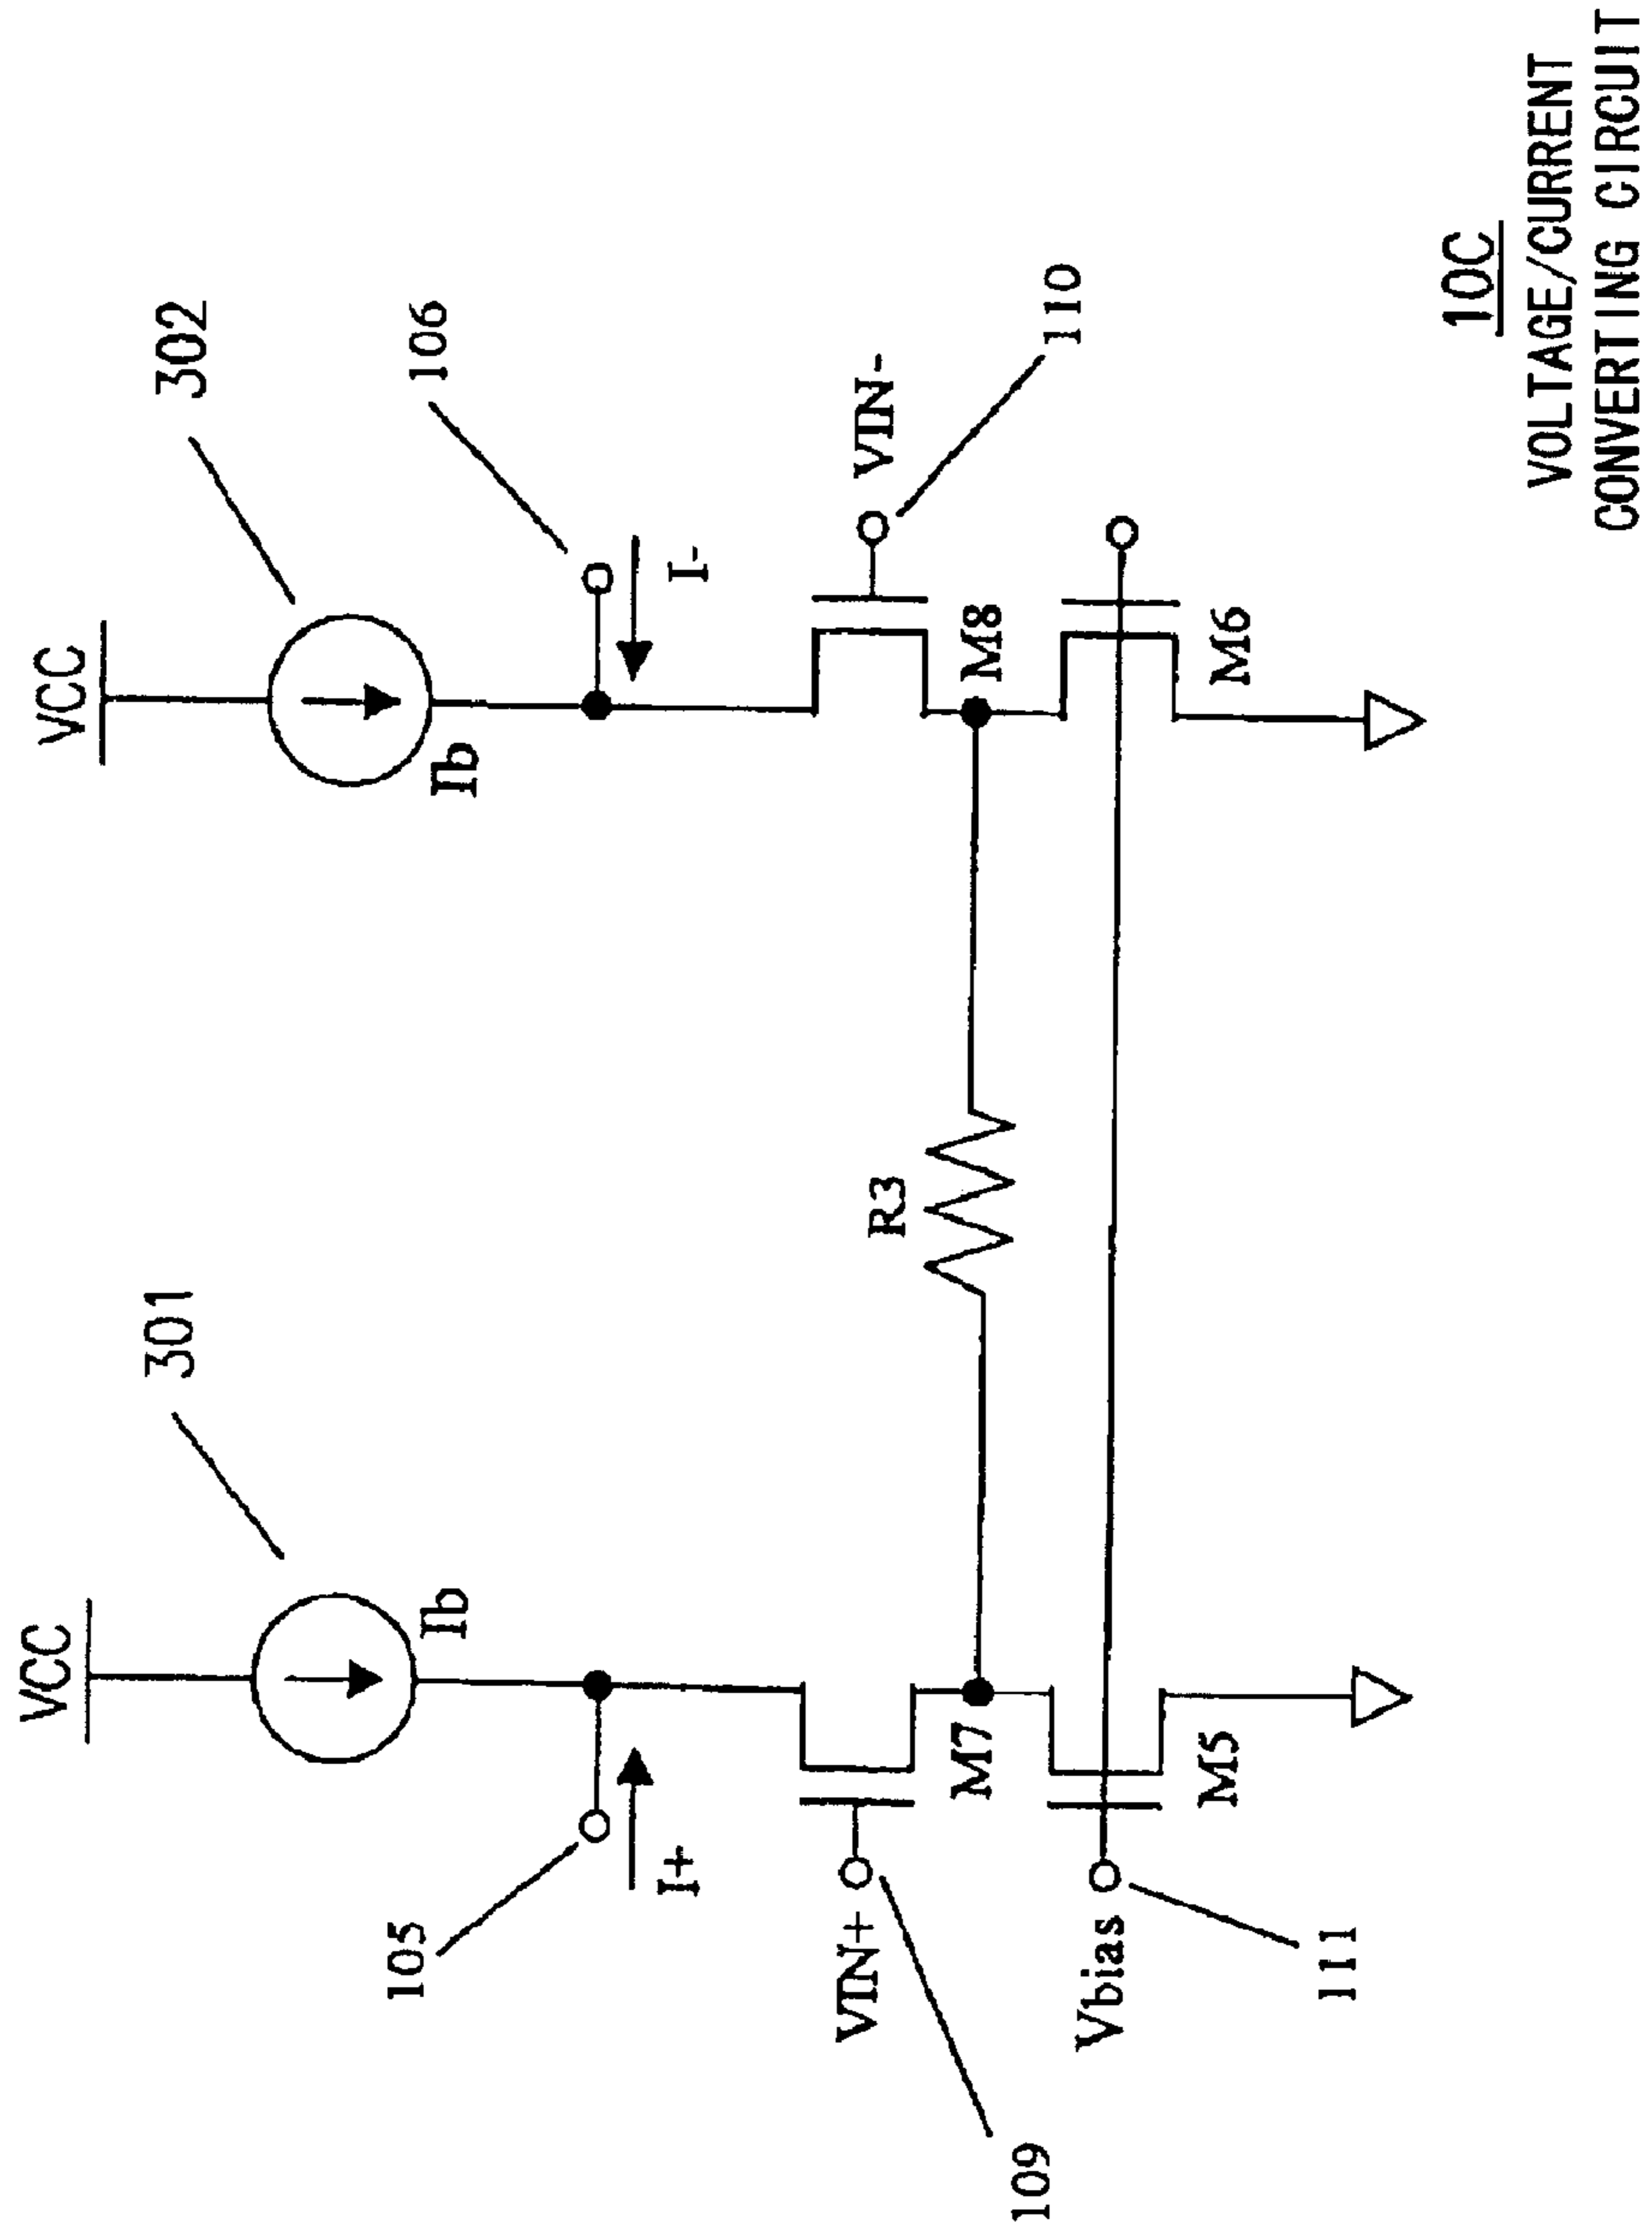 301
302
VCC
VCC
Ib
Ib
105
106
I+
I-
VIN+
R3
VIN-
109
M7
M8
110
Vbias
M5
M6
111
10C
VOLTAGE/CURRENT
CONVERTING CIRCUIT